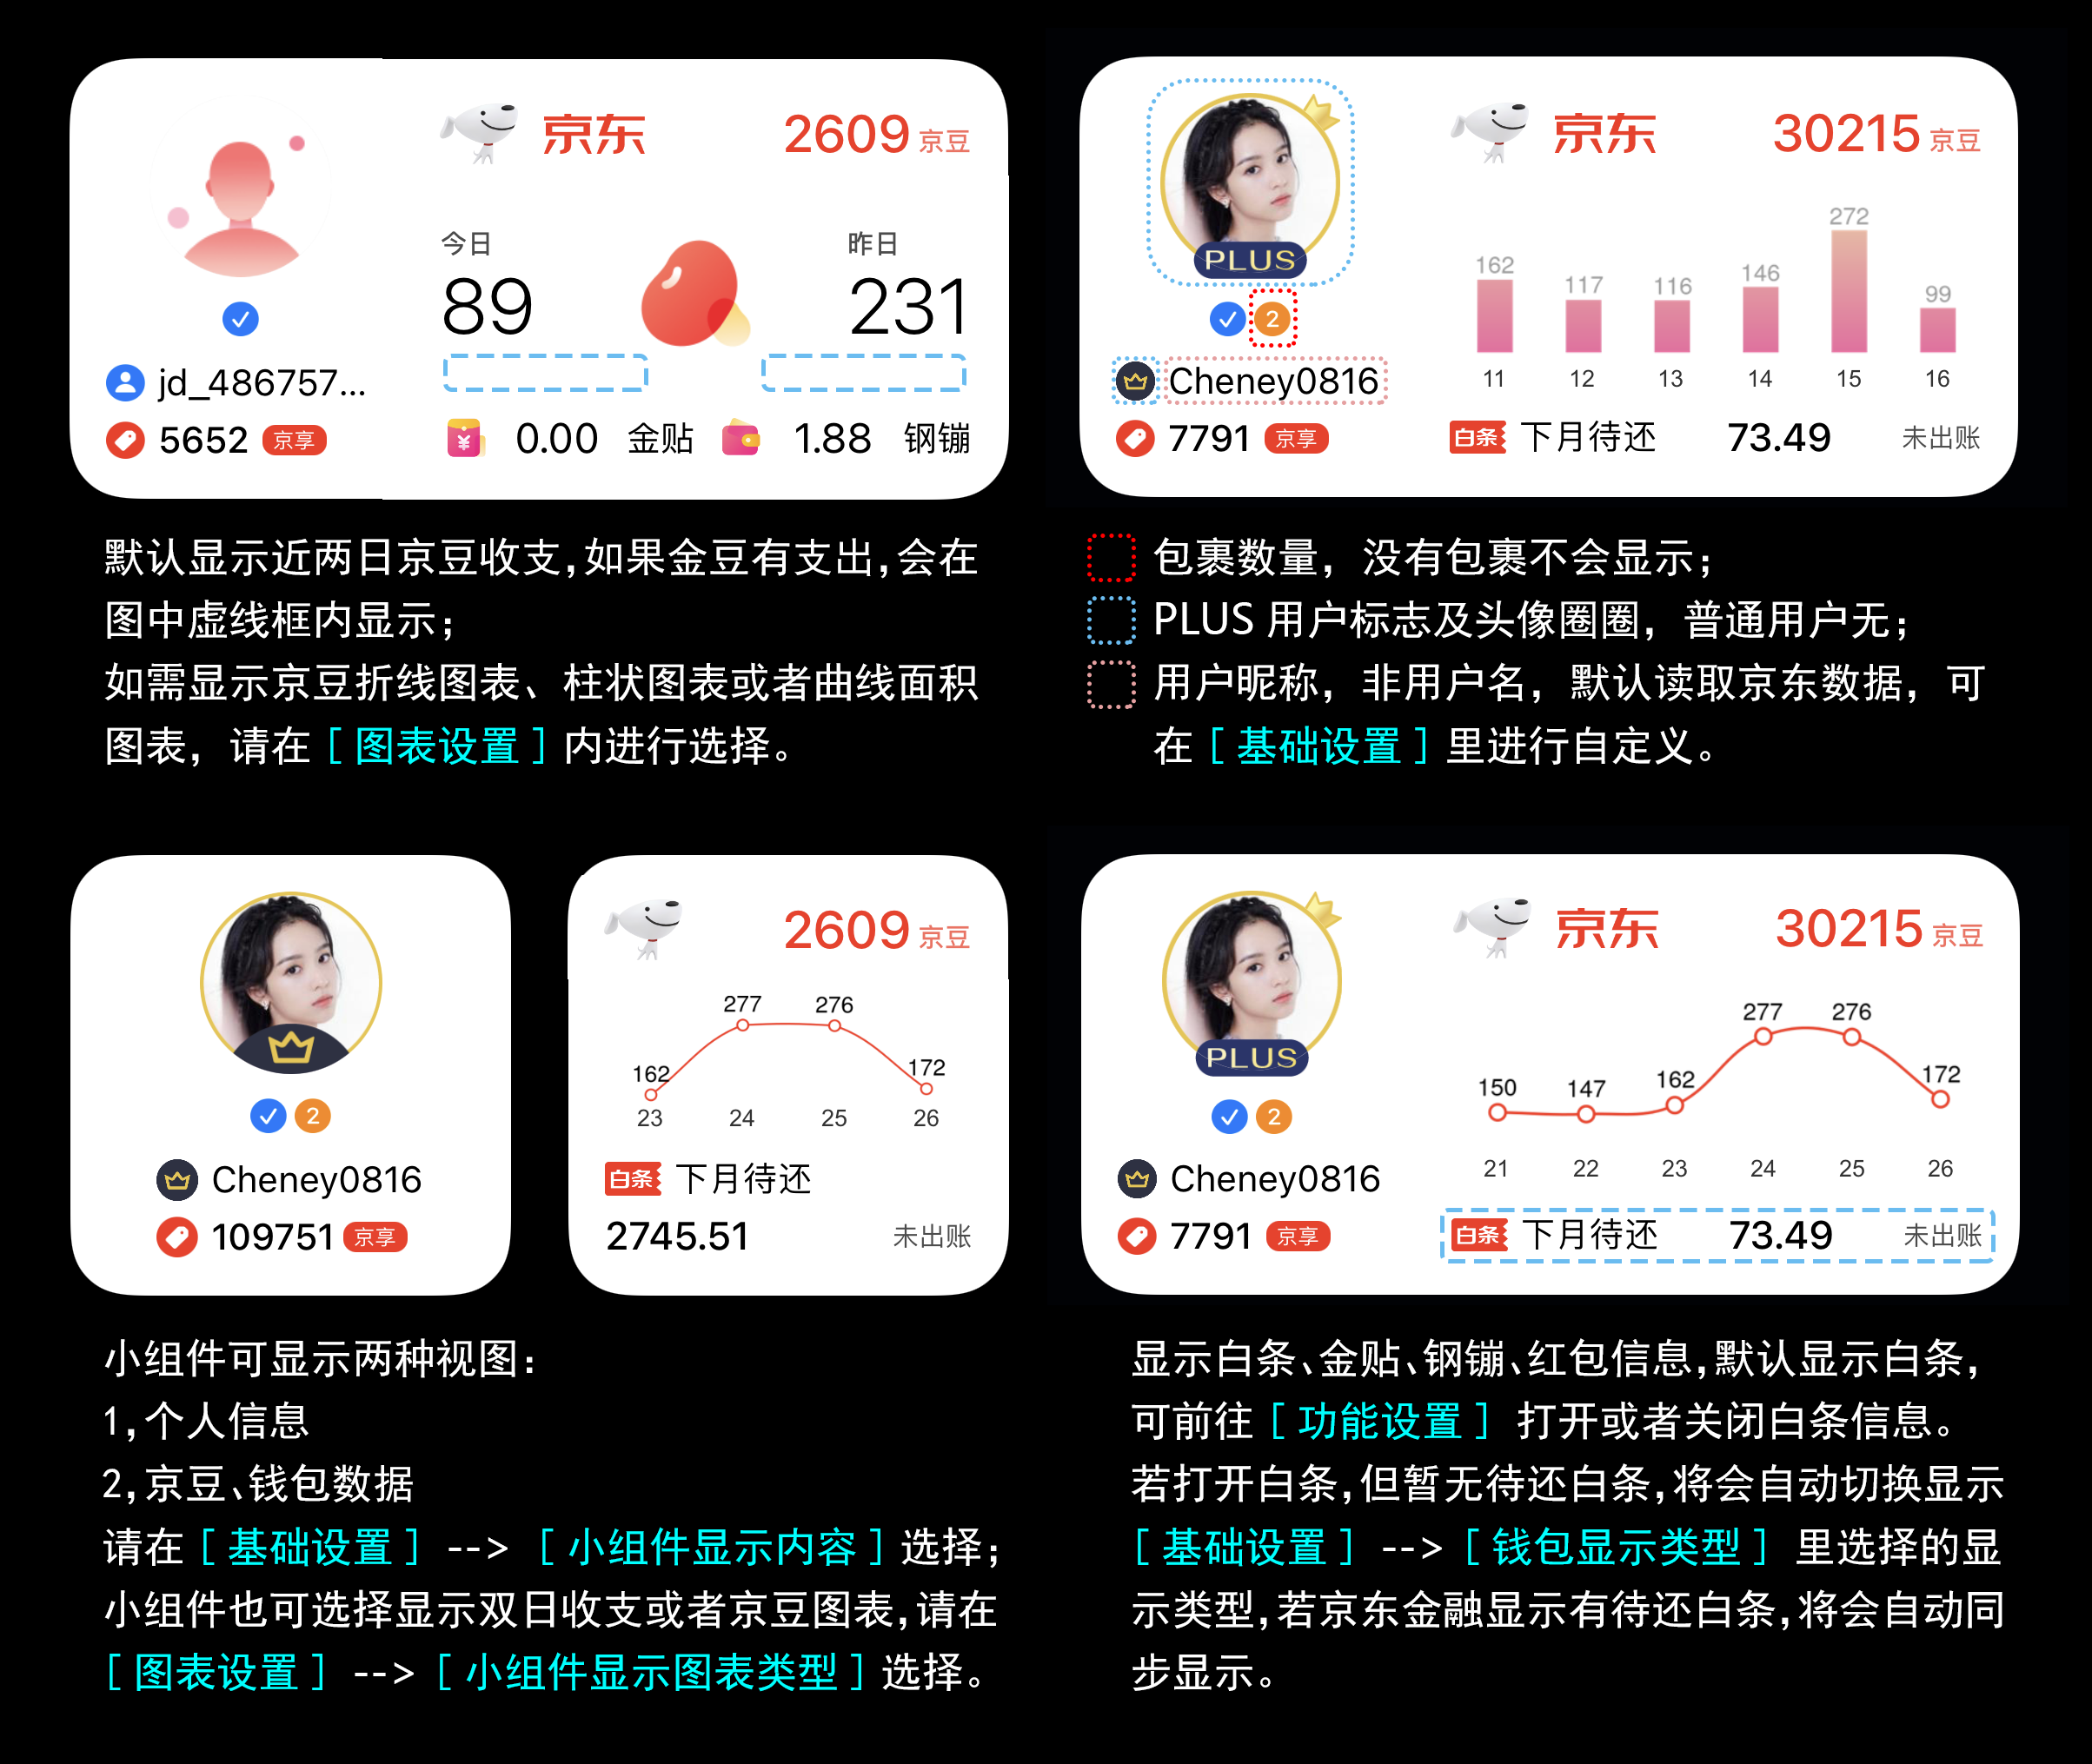 京东
2609 京豆
今日
昨日
89
231
jd_486757...
5652 京享
0.00 金贴
1.88 钢镚
京东
30215 京豆
PLUS
2
Cheney0816
7791 京享
162
117
116
146
272
99
11
12
13
14
15
16
白条 下月待还 73.49 未出账
默认显示近两日京豆收支,如果金豆有支出,会在
图中虚线框内显示;
如需显示京豆折线图表、柱状图表或者曲线面积
图表，请在 [ 图表设置 ] 内进行选择。
包裹数量，没有包裹不会显示;
PLUS 用户标志及头像圈圈，普通用户无;
用户昵称，非用户名，默认读取京东数据，可
在 [ 基础设置 ] 里进行自定义。
2
Cheney0816
109751 京享
2609 京豆
162
277
276
172
23
24
25
26
白条 下月待还
2745.51
未出账
PLUS
2
Cheney0816
7791 京享
京东
30215 京豆
150
147
162
277
276
172
21
22
23
24
25
26
白条 下月待还 73.49 未出账
小组件可显示两种视图:
1,个人信息
2,京豆、钱包数据
请在 [ 基础设置 ] --> [ 小组件显示内容 ] 选择;
小组件也可选择显示双日收支或者京豆图表,请在
[ 图表设置 ] --> [ 小组件显示图表类型 ] 选择。
显示白条、金贴、钢镚、红包信息,默认显示白条,
可前往 [ 功能设置 ] 打开或者关闭白条信息。
若打开白条,但暂无待还白条,将会自动切换显示
[ 基础设置 ] --> [ 钱包显示类型 ] 里选择的显
示类型,若京东金融显示有待还白条,将会自动同
步显示。